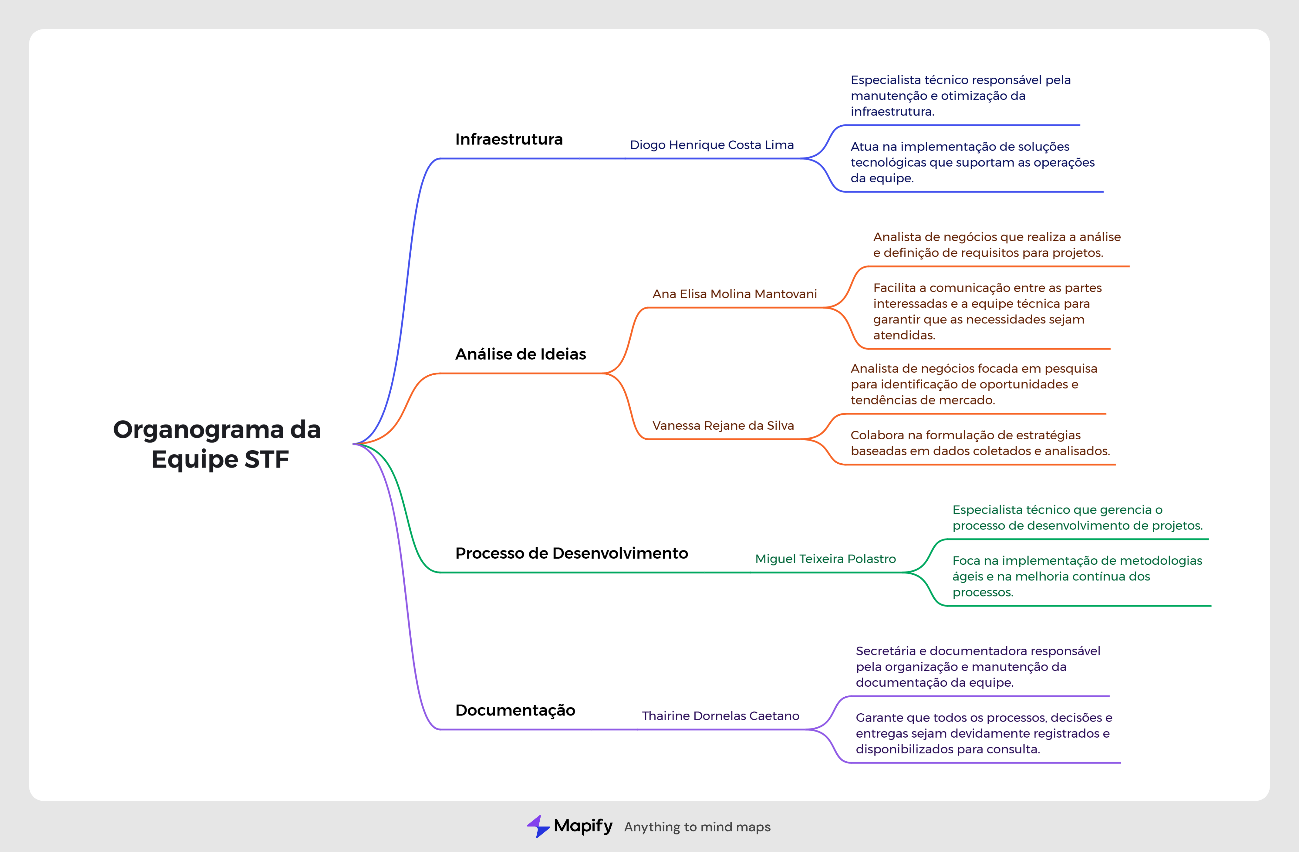 Organograma da
Equipe STF
Infraestrutura
Diogo Henrique Costa Lima
Especialista técnico responsável pela
manutenção e otimização da
infraestrutura.
Atua na implementação de soluções
tecnológicas que suportam as operações
da equipe.
Análise de Ideias
Ana Elisa Molina Mantovani
Analista de negócios que realiza a análise
e definição de requisitos para projetos.
Facilita a comunicação entre as partes
interessadas e a equipe técnica para
garantir que as necessidades sejam
atendidas.
Vanessa Rejane da Silva
Analista de negócios focada em pesquisa
para identificação de oportunidades e
tendências de mercado.
Colabora na formulação de estratégias
baseadas em dados coletados e analisados.
Processo de Desenvolvimento
Miguel Teixeira Polastro
Especialista técnico que gerencia o
processo de desenvolvimento de projetos.
Foca na implementação de metodologias
ágeis e na melhoria contínua dos
processos.
Documentação
Thairine Dornelas Caetano
Secretária e documentadora responsável
pela organização e manutenção da
documentação da equipe.
Garante que todos os processos, decisões e
entregas sejam devidamente registrados e
disponibilizados para consulta.
Mapify Anything to mind maps